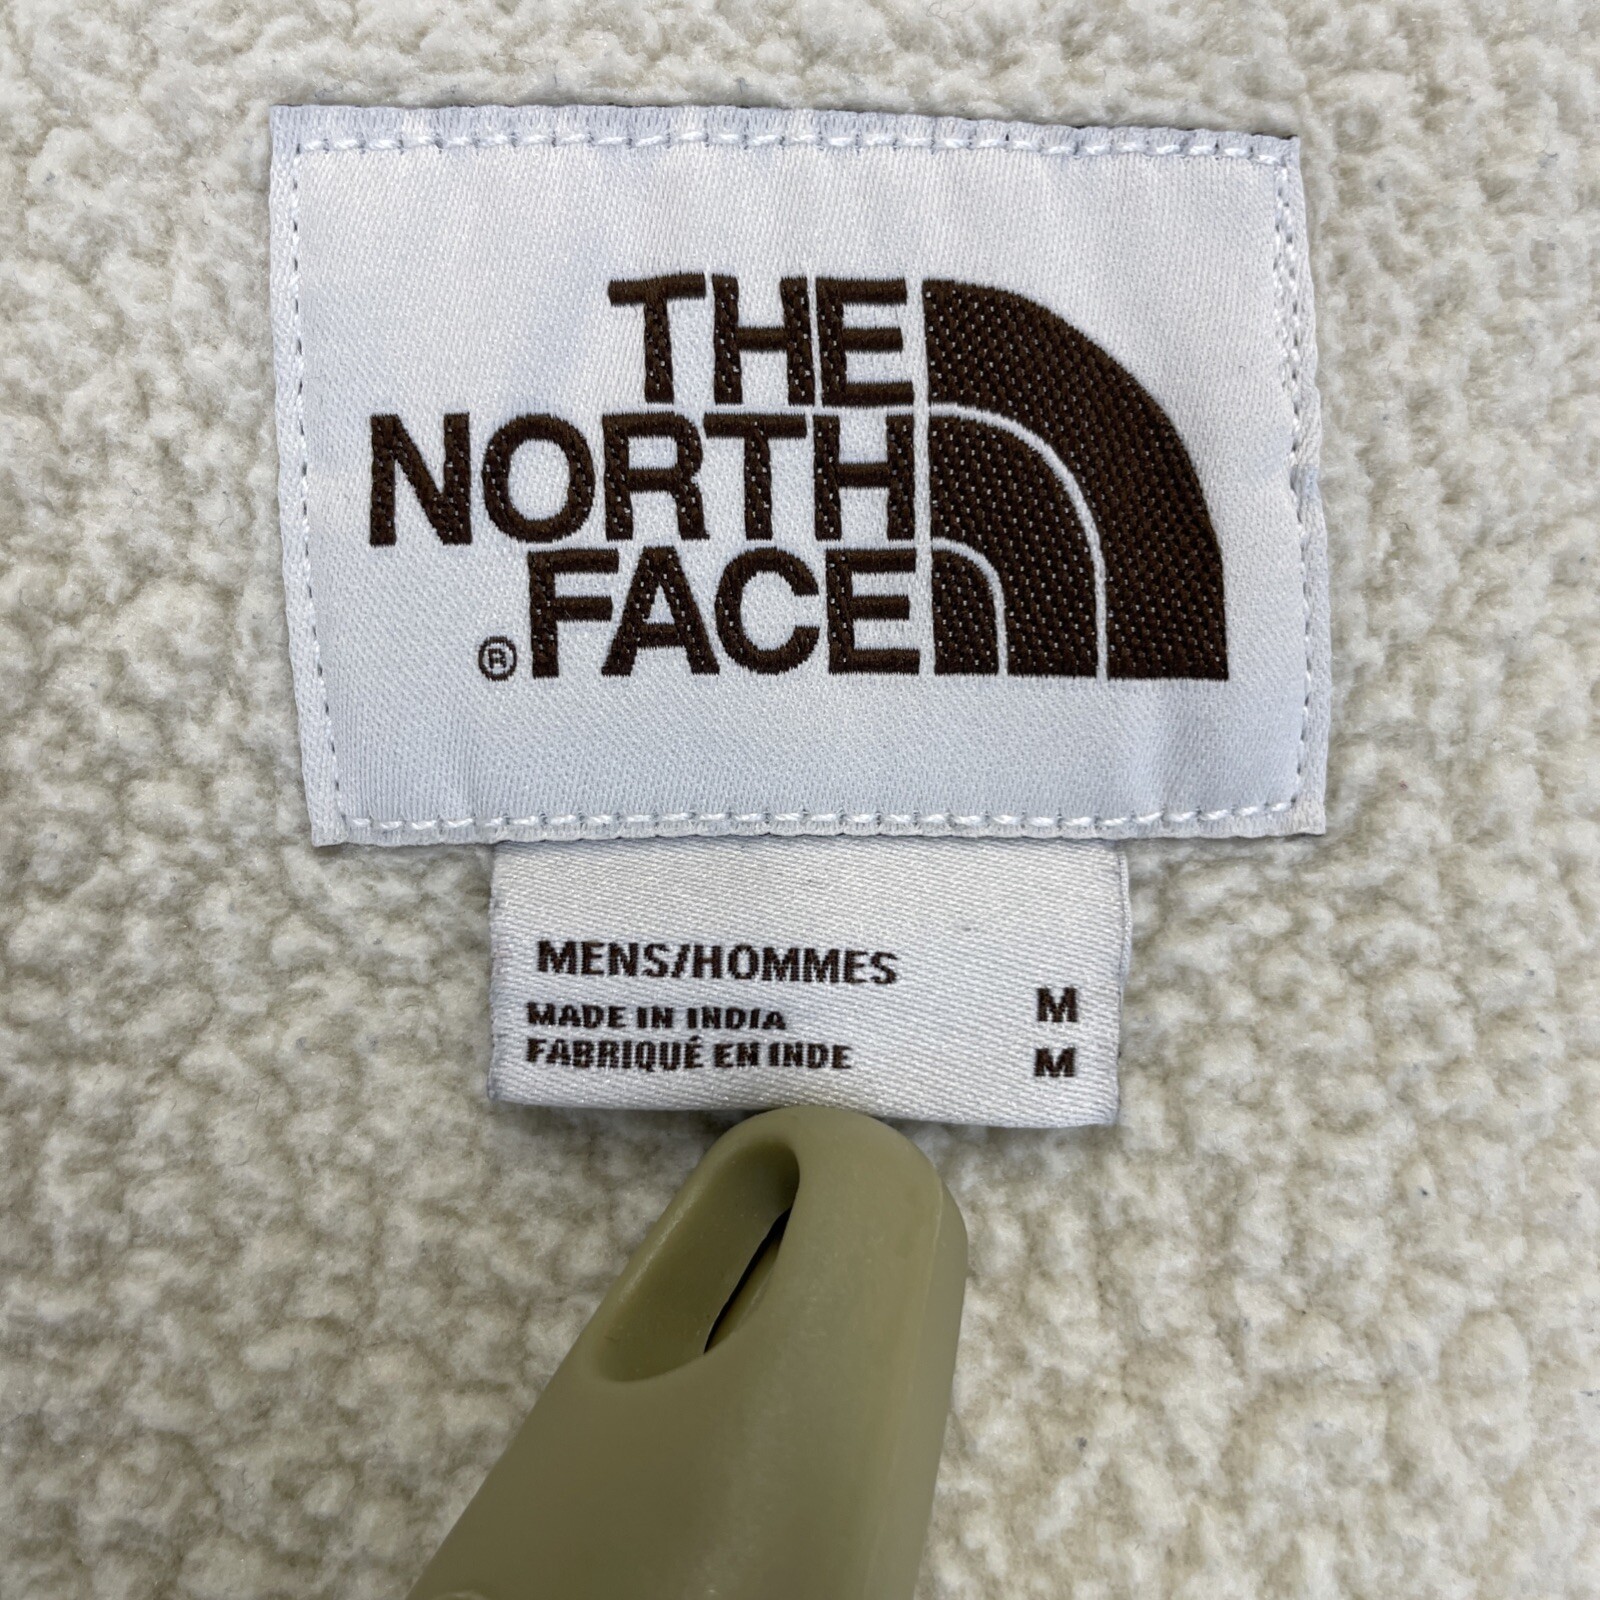 THE
NORTH
® FACE
MENS/HOMMES
MADE IN INDIA M
FABRIQUÉ EN INDE M